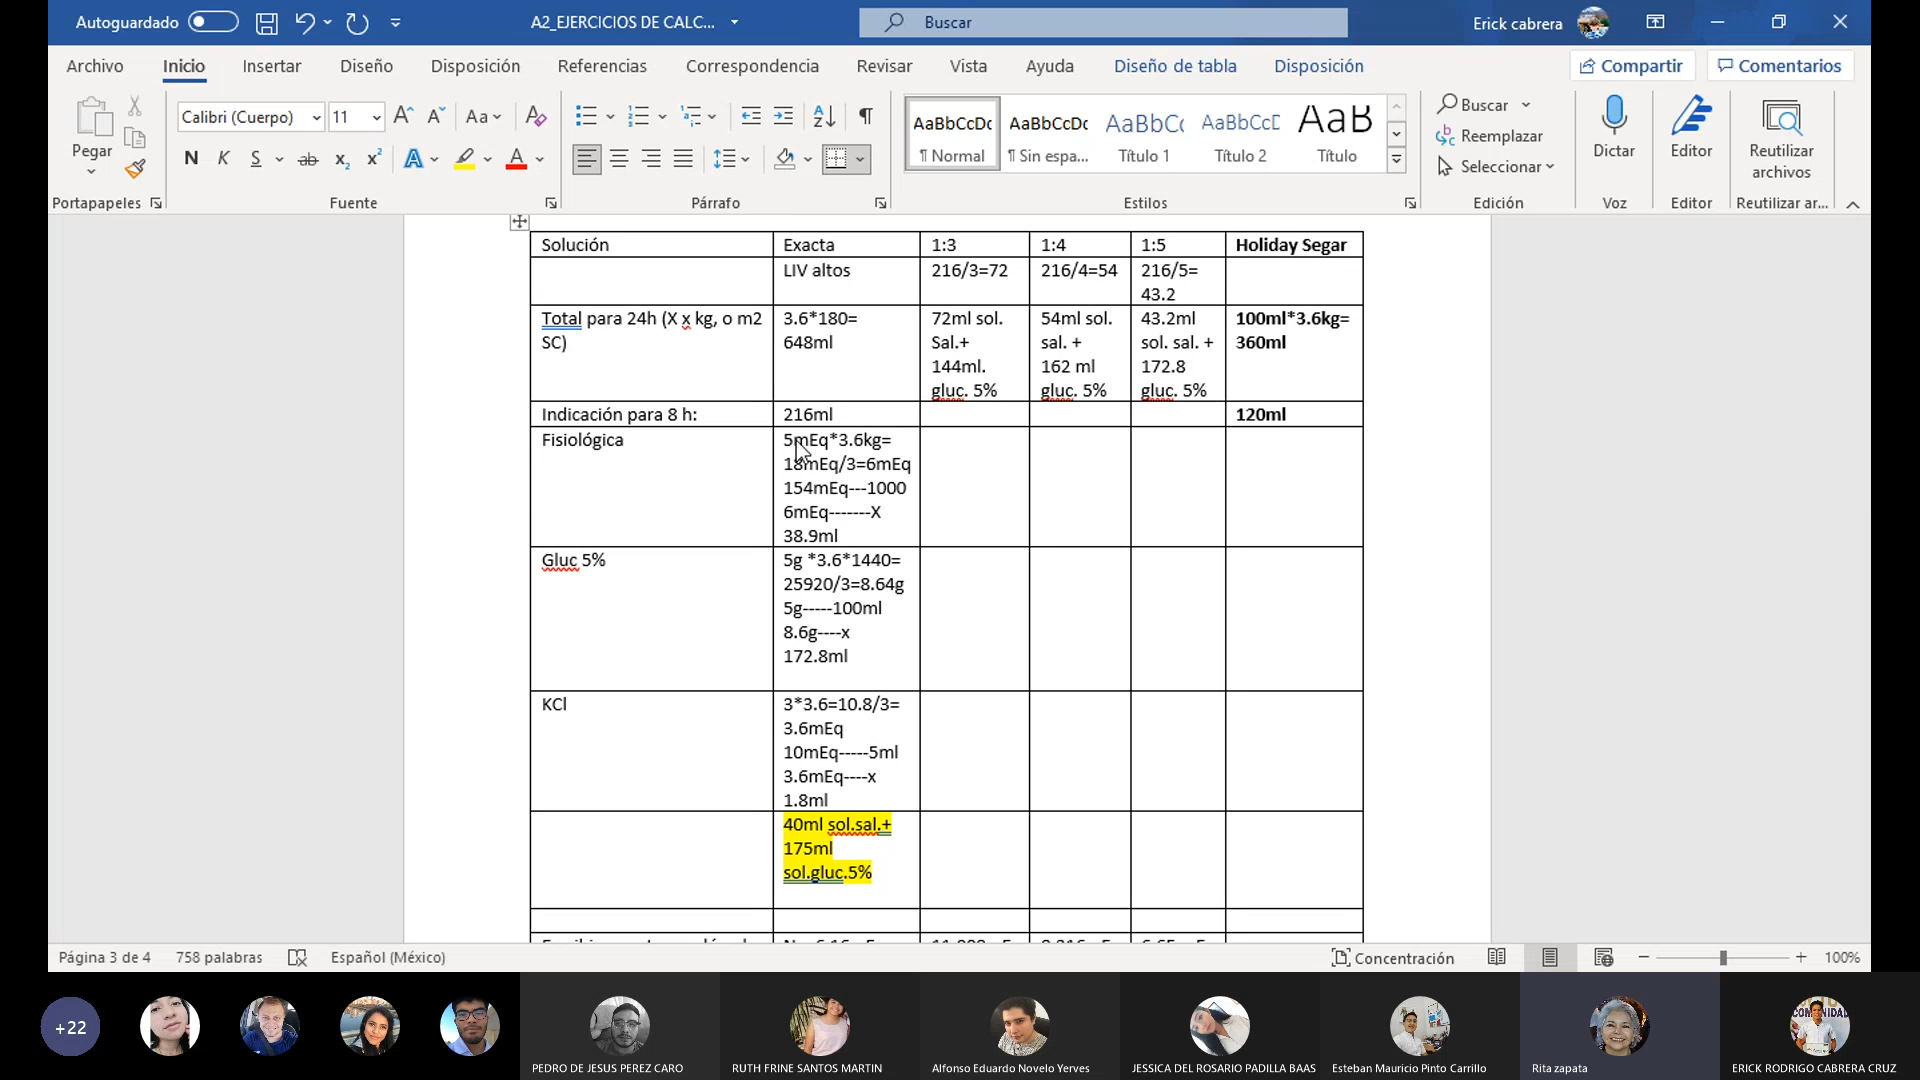 Autoguardado
A2_EJERCICIOS DE CALC...
Buscar
Erick cabrera
Archivo
Inicio
Insertar
Diseño
Disposición
Referencias
Correspondencia
Revisar
Vista
Ayuda
Diseño de tabla
Disposición
Compartir
Comentarios
Pegar
Calibri (Cuerpo)
11
Aa
N K S ab x₂ x² A A
AaBbCcDc
¶ Normal
AaBbCcDc
¶ Sin espa...
AaBbC
Título 1
AaBbCcD
Título 2
AaB
Título
Buscar
Reemplazar
Seleccionar
Dictar
Editor
Reutilizar
archivos
Portapapeles
Fuente
Párrafo
Estilos
Edición
Voz
Editor
Reutilizar ar...
Solución
Exacta
1:3
1:4
1:5
Holiday Segar
LIV altos
216/3=72
216/4=54
216/5=
43.2
Total para 24h (X x kg, o m2
SC)
3.6*180=
648ml
72ml sol.
Sal.+
144ml.
gluc. 5%
54ml sol.
sal. +
162 ml
gluc. 5%
43.2ml
sol. sal. +
172.8
gluc. 5%
100ml*3.6kg=
360ml
Indicación para 8 h:
216ml
120ml
Fisiológica
5mEq*3.6kg=
18mEq/3=6mEq
154mEq---1000
6mEq-------X
38.9ml
Gluc 5%
5g *3.6*1440=
25920/3=8.64g
5g-----100ml
8.6g----x
172.8ml
KCl
3*3.6=10.8/3=
3.6mEq
10mEq-----5ml
3.6mEq----x
1.8ml
40ml sol.sal.+
175ml
sol.gluc.5%
Página 3 de 4
758 palabras
Español (México)
Concentración
100%
+22
PEDRO DE JESUS PEREZ CARO
RUTH FRINE SANTOS MARTIN
Alfonso Eduardo Novelo Yerves
JESSICA DEL ROSARIO PADILLA BAAS
Esteban Mauricio Pinto Carrillo
Rita zapata
ERICK RODRIGO CABRERA CRUZ